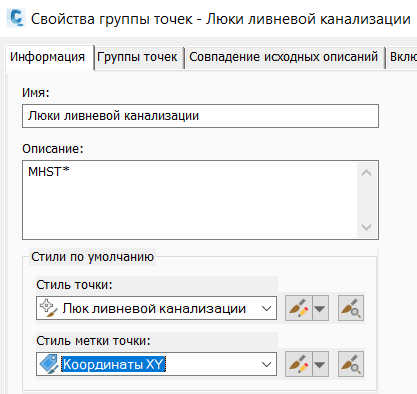 Свойства группы точек - Люки ливневой канализации
Информация Группы точек Совпадение исходных описаний Вклю
Имя:
Люки ливневой канализации
Описание:
MHST*
Стили по умолчанию
Стиль точки:
Люк ливневой канализации
Стиль метки точки:
Координаты XY